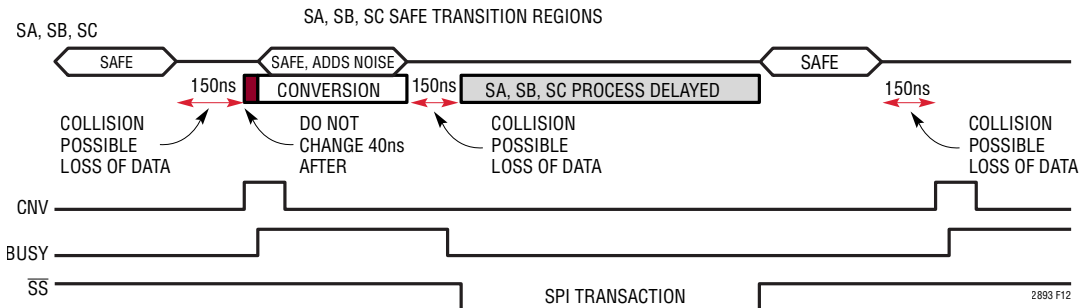 SA, SB, SC SAFE TRANSITION REGIONS
SA, SB, SC
SAFE
SAFE, ADDS NOISE
SAFE
150ns
CONVERSION
150ns
SA, SB, SC PROCESS DELAYED
150ns
COLLISION
POSSIBLE
LOSS OF DATA
DO NOT
CHANGE 40ns
AFTER
COLLISION
POSSIBLE
LOSS OF DATA
COLLISION
POSSIBLE
LOSS OF DATA
CNV
BUSY
SS
SPI TRANSACTION
2893 F12